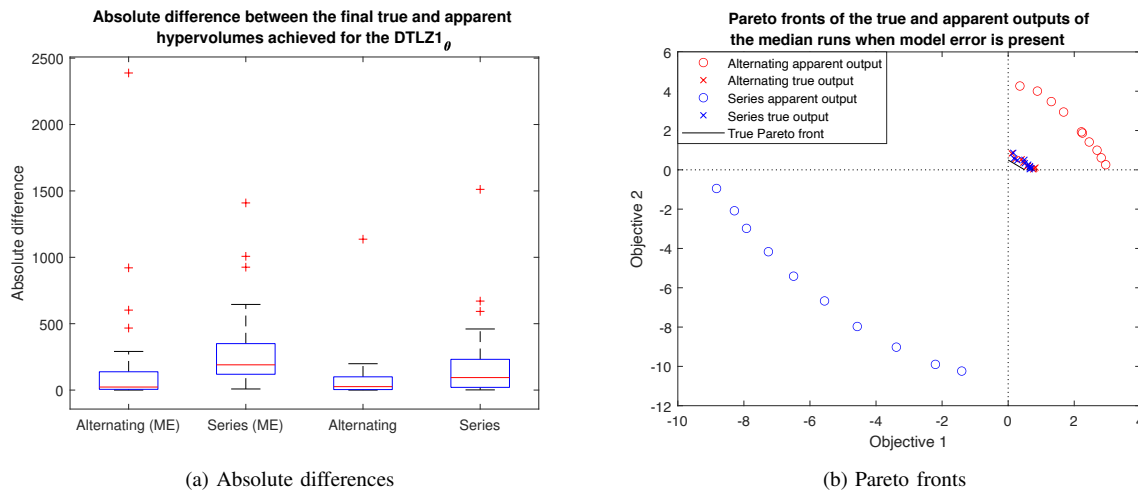 Absolute difference between the final true and apparent
hypervolumes achieved for the DTLZ1θ
2500
2000
1500
1000
500
0
Absolute difference
Alternating (ME)
Series (ME)
Alternating
Series
(a) Absolute differences
Pareto fronts of the true and apparent outputs of
the median runs when model error is present
Alternating apparent output
Alternating true output
Series apparent output
Series true output
True Pareto front
6
4
2
0
-2
-4
-6
-8
-10
-12
Objective 2
-10
-8
-6
-4
-2
0
2
4
Objective 1
(b) Pareto fronts